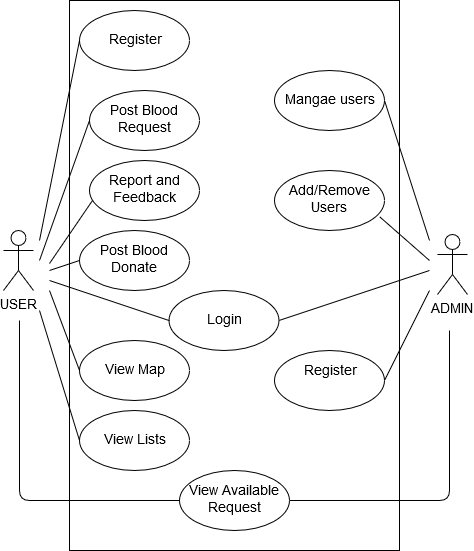 Register
Post Blood
Request
Mangae users
Report and
Feedback
Add/Remove
Users
Post Blood
Donate
USER
ADMIN
Login
View Map
Register
View Lists
View Available
Request